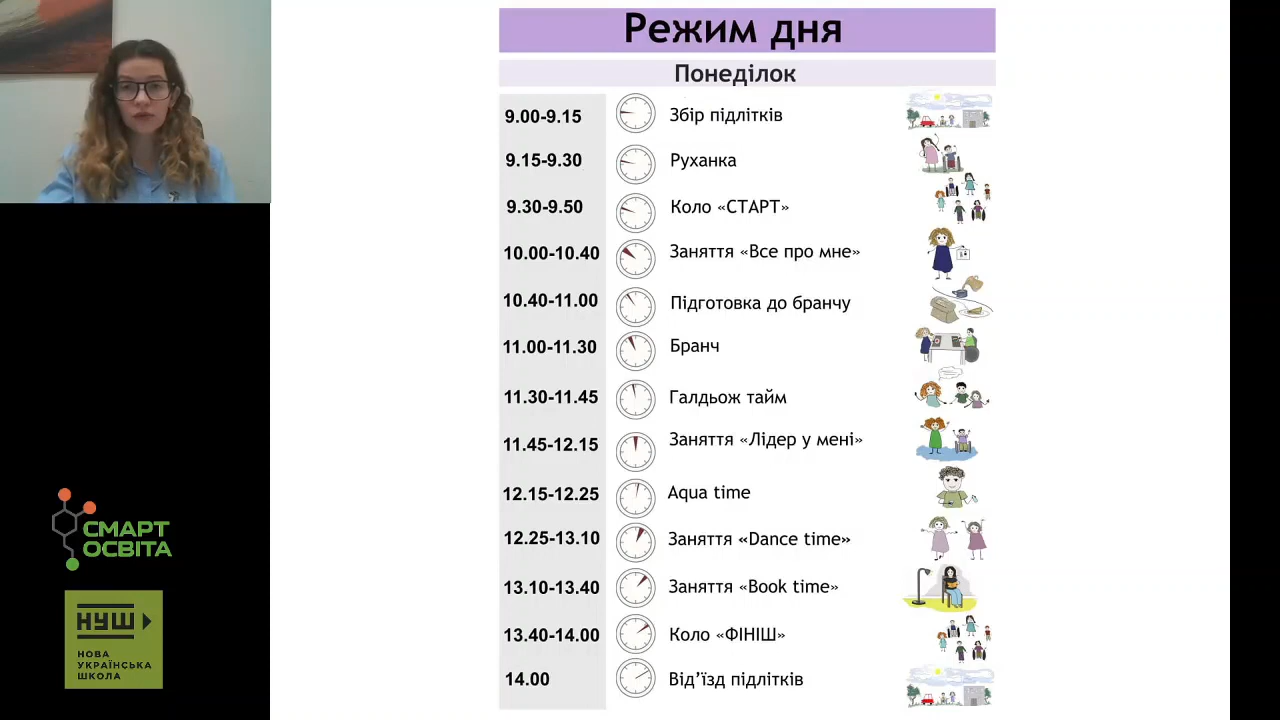 Режим дня
Понеділок
9.00-9.15 Збір підлітків
9.15-9.30 Руханка
9.30-9.50 Коло «СТАРТ»
10.00-10.40 Заняття «Все про мне»
10.40-11.00 Підготовка до бранчу
11.00-11.30 Бранч
11.30-11.45 Галдьож тайм
11.45-12.15 Заняття «Лідер у мені»
12.15-12.25 Aqua time
12.25-13.10 Заняття «Dance time»
13.10-13.40 Заняття «Book time»
13.40-14.00 Коло «ФІНІШ»
14.00 Від’їзд підлітків
СМАРТ
ОСВІТА
НУШ
НОВА
УКРАЇНСЬКА
ШКОЛА